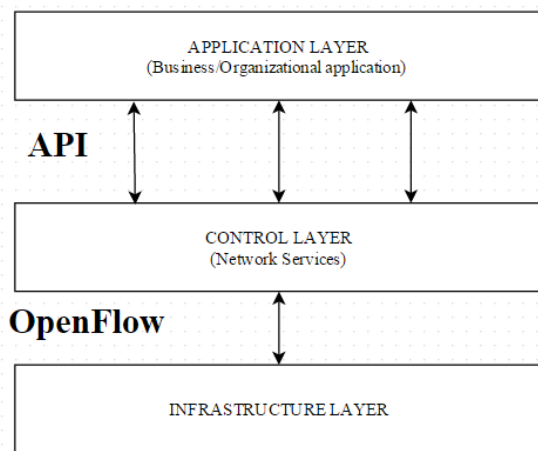 APPLICATION LAYER
(Business/Organizational application)
API
CONTROL LAYER
(Network Services)
OpenFlow
INFRASTRUCTURE LAYER